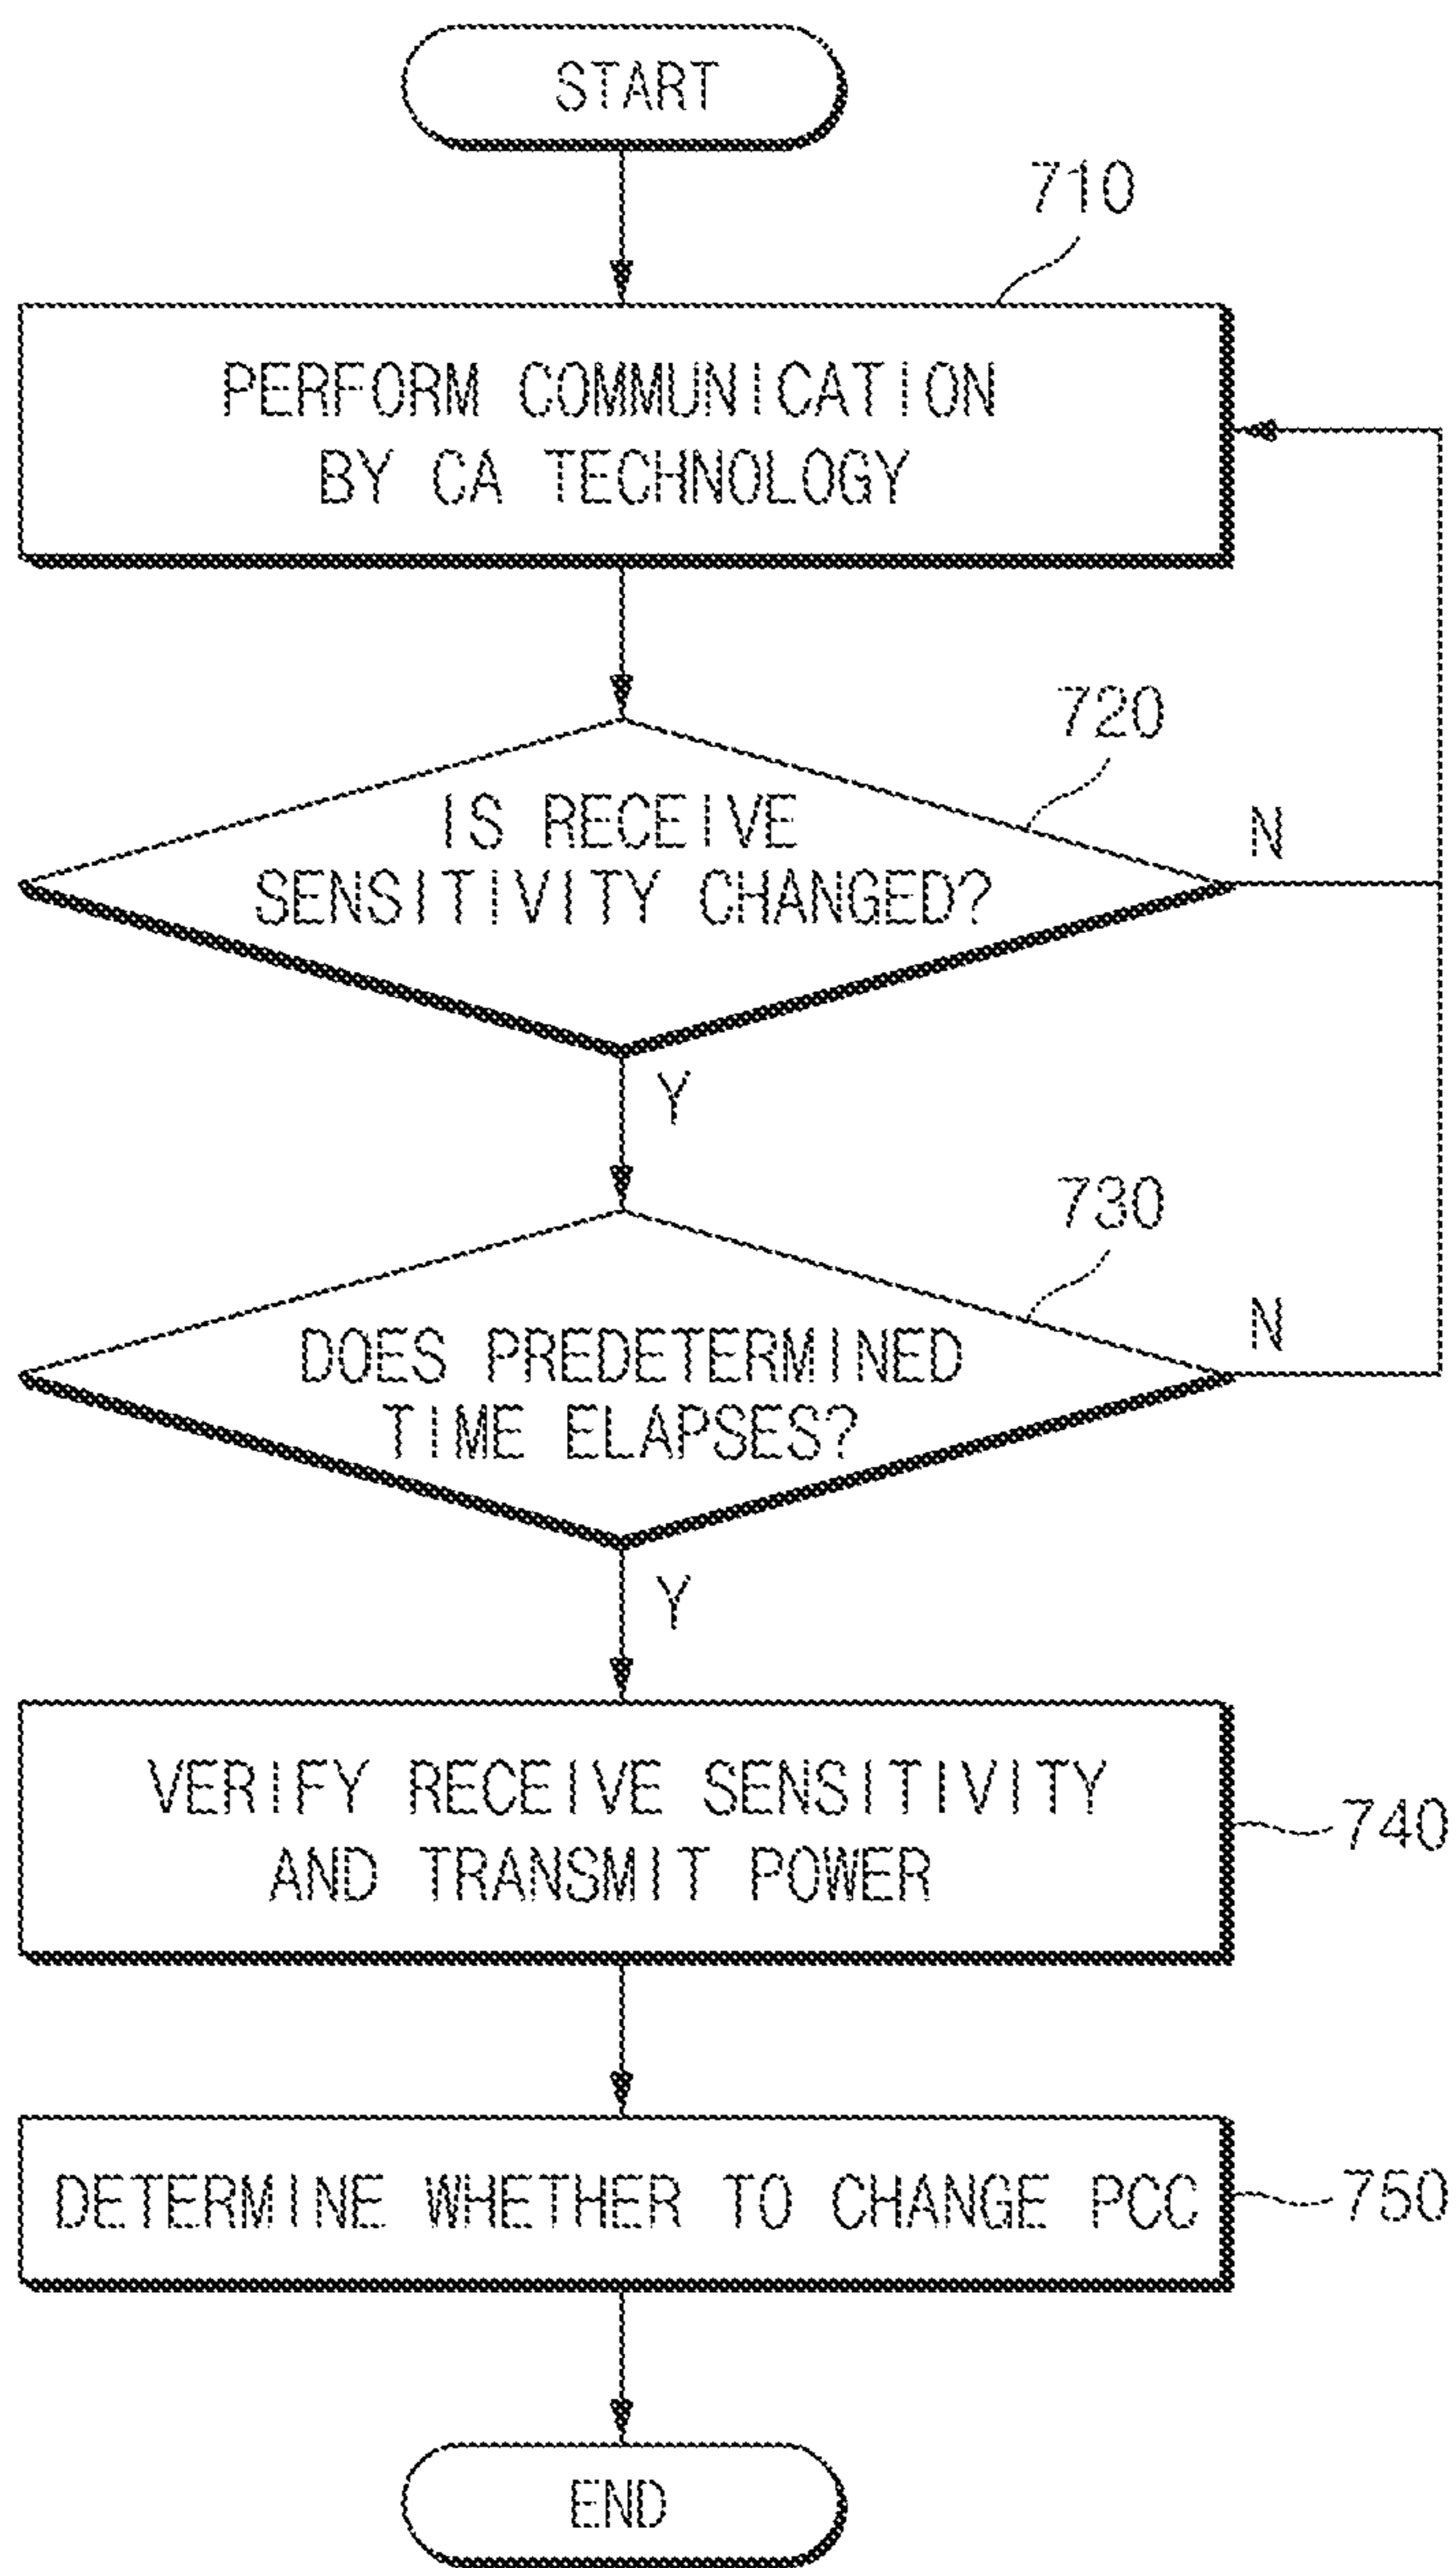 START
710
PERFORM COMMUNICATION
BY CA TECHNOLOGY
720
IS RECEIVE
SENSITIVITY CHANGED?
N
Y
730
DOES PREDETERMINED
TIME ELAPSES?
N
Y
VERIFY RECEIVE SENSITIVITY
AND TRANSMIT POWER
740
DETERMINE WHETHER TO CHANGE PCC
750
END